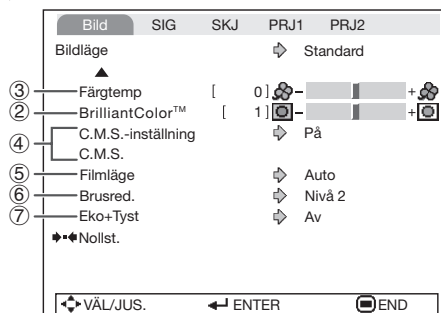 Bild SIG SKJ PRJ1 PRJ2
Bildläge Standard
③ Färgtemp [ 0] – +
② BrilliantColor™ [ 1] – +
④ C.M.S.-inställning På
C.M.S.
⑤ Filmläge Auto
⑥ Brusred. Nivå 2
⑦ Eko+Tyst Av
Nollst.
VÄL/JUS. ENTER END